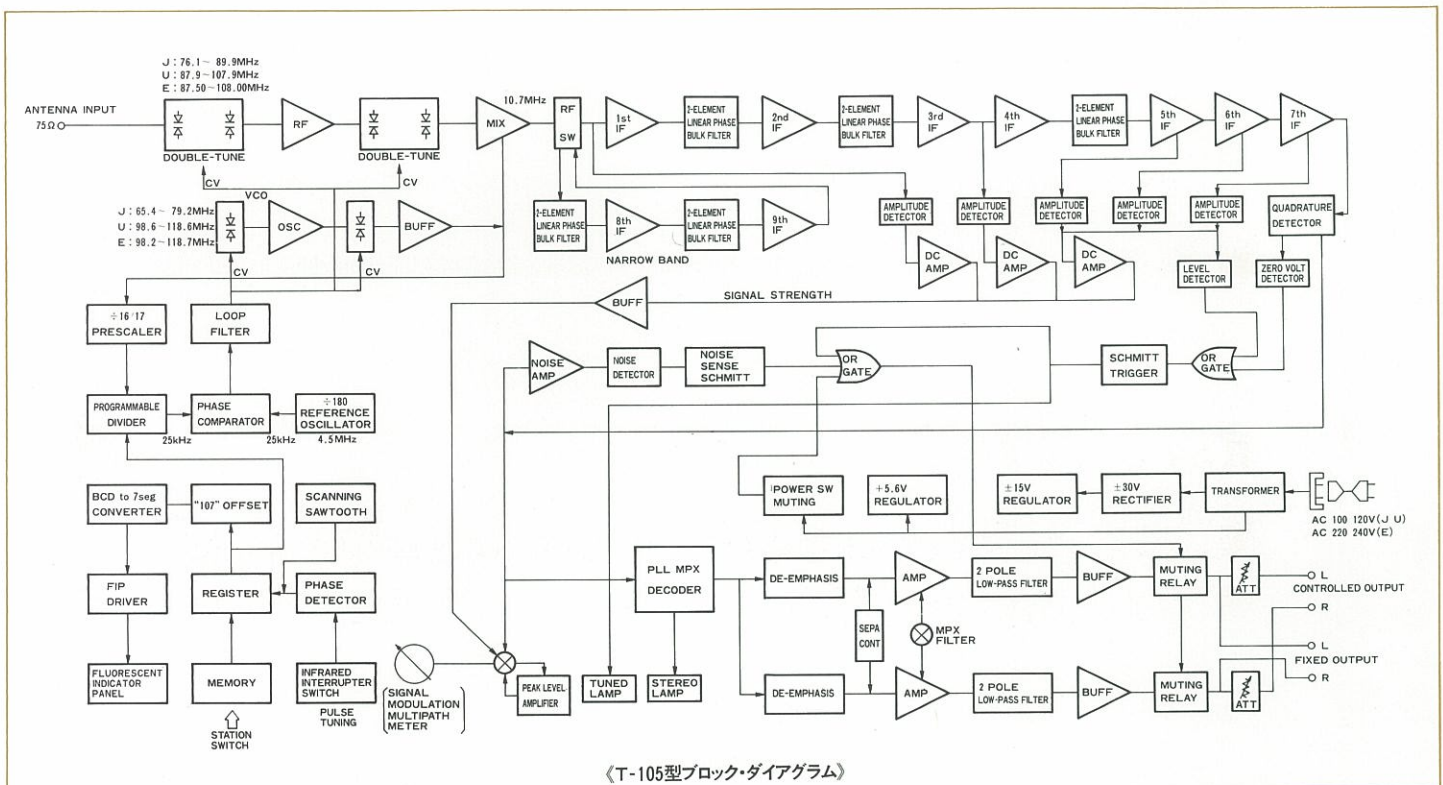 J : 76.1~ 89.9MHz
U : 87.9~107.9MHz
E : 87.50~108.00MHz
ANTENNA INPUT
75Ω
DOUBLE-TUNE
RF
DOUBLE-TUNE
MIX
10.7MHz
RF
SW
1st
IF
2-ELEMENT
LINEAR PHASE
BULK FILTER
2nd
IF
2-ELEMENT
LINEAR PHASE
BULK FILTER
3rd
IF
4th
IF
2-ELEMENT
LINEAR PHASE
BULK FILTER
5th
IF
6th
IF
7th
IF
CV
CV
VCO
J : 65.4~ 79.2MHz
U : 98.6~118.6MHz
E : 98.2~118.7MHz
OSC
BUFF
CV
CV
2-ELEMENT
LINEAR PHASE
BULK FILTER
8th
IF
2-ELEMENT
LINEAR PHASE
BULK FILTER
9th
IF
NARROW BAND
AMPLITUDE
DETECTOR
AMPLITUDE
DETECTOR
AMPLITUDE
DETECTOR
AMPLITUDE
DETECTOR
AMPLITUDE
DETECTOR
QUADRATURE
DETECTOR
DC
AMP
DC
AMP
DC
AMP
LEVEL
DETECTOR
ZERO VOLT
DETECTOR
BUFF
SIGNAL STRENGTH
÷16/17
PRESCALER
LOOP
FILTER
NOISE
AMP
NOISE
DETECTOR
NOISE
SENSE
SCHMITT
OR
GATE
SCHMITT
TRIGGER
OR
GATE
PROGRAMMABLE
DIVIDER
PHASE
COMPARATOR
÷180
REFERENCE
OSCILLATOR
25kHz
25kHz
4.5MHz
BCD to 7seg
CONVERTER
"107" OFFSET
SCANNING
SAWTOOTH
POWER SW
MUTING
+5.6V
REGULATOR
±15V
REGULATOR
±30V
RECTIFIER
TRANSFORMER
AC 100 120V(J U)
AC 220 240V(E)
FIP
DRIVER
REGISTER
PHASE
DETECTOR
PLL MPX
DECODER
DE-EMPHASIS
AMP
2 POLE
LOW-PASS FILTER
BUFF
MUTING
RELAY
ATT
L
CONTROLLED OUTPUT
R
SEPA
CONT
MPX
FILTER
L
FIXED OUTPUT
R
FLUORESCENT
INDICATOR
PANEL
MEMORY
INFRARED
INTERRUPTER
SWITCH
PULSE
TUNING
STATION
SWITCH
SIGNAL
MODULATION
MULTIPATH
METER
PEAK LEVEL
AMPLIFIER
TUNED
LAMP
STEREO
LAMP
DE-EMPHASIS
AMP
2 POLE
LOW-PASS FILTER
BUFF
MUTING
RELAY
ATT
《T-105型ブロック・ダイアグラム》